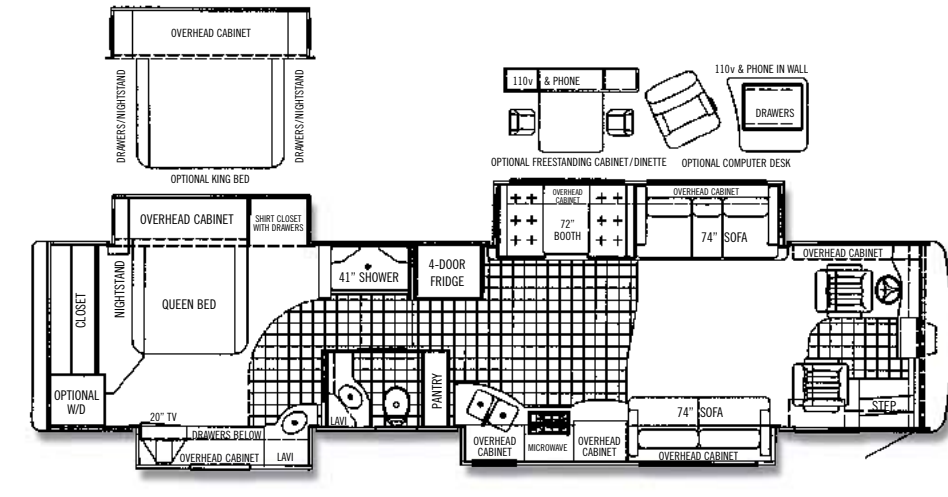 OVERHEAD CABINET
DRAWERS/NIGHTSTAND
DRAWERS/NIGHTSTAND
OPTIONAL KING BED
110v & PHONE
OPTIONAL FREESTANDING CABINET/DINETTE
110v & PHONE IN WALL
DRAWERS
OPTIONAL COMPUTER DESK
OVERHEAD CABINET
SHIRT CLOSET
WITH DRAWERS
OVERHEAD
CABINET
72" BOOTH
OVERHEAD CABINET
74" SOFA
OVERHEAD CABINET
CLOSET
NIGHTSTAND
QUEEN BED
41" SHOWER
4-DOOR
FRIDGE
OPTIONAL
W/D
LAVI
PANTRY
STEP
20" TV
DRAWERS BELOW
OVERHEAD CABINET
LAVI
OVERHEAD
CABINET
MICROWAVE
OVERHEAD
CABINET
74" SOFA
OVERHEAD CABINET